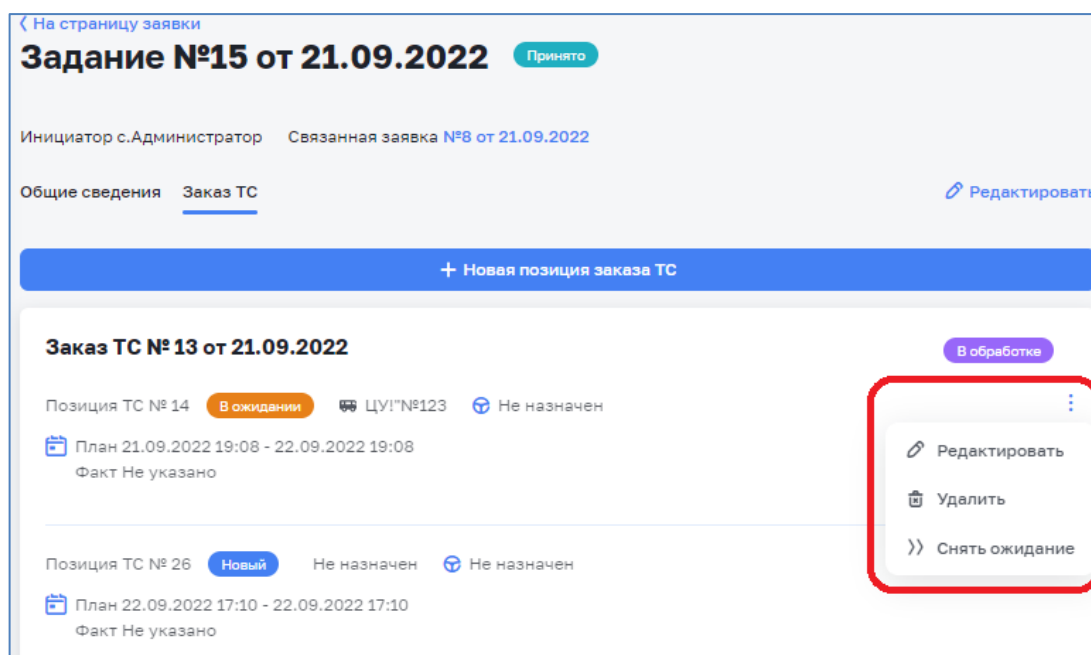 На страницу заявки
Задание №15 от 21.09.2022 Принято
Инициатор с.Администратор Связанная заявка №8 от 21.09.2022
Общие сведения Заказ ТС Редактировать
+ Новая позиция заказа ТС
Заказ ТС № 13 от 21.09.2022 В обработке
Позиция ТС № 14 В ожидании ЦУ!"№123 Не назначен
План 21.09.2022 19:08 - 22.09.2022 19:08
Факт Не указано
Редактировать
Удалить
Снять ожидание
Позиция ТС № 26 Новый Не назначен Не назначен
План 22.09.2022 17:10 - 22.09.2022 17:10
Факт Не указано